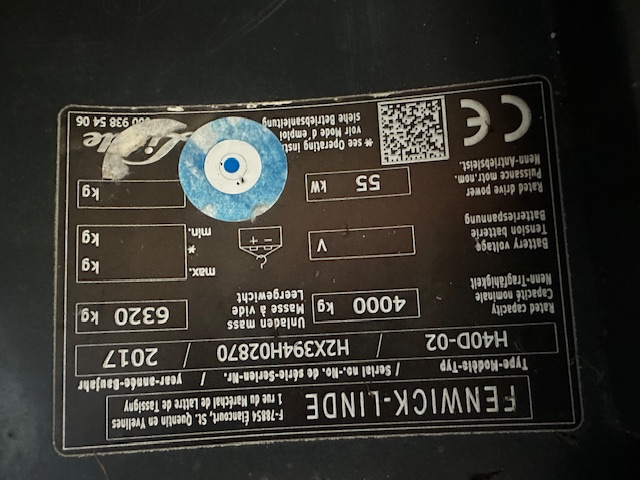 FENWICK-LINDE
F-78854 Élancourt, ST. Quentin en Yvelines
1 rue du Maréchal de Lattre de Tassigny
Type-Modèle-Typ / Serial no.-No. de série-Serien-Nr. / year-année-Baujahr
H40D-02 / H2X394H02870 / 2017
Rated capacity
Capacité nominale
Nenn-Tragfähigkeit
4000 kg
Unladen mass
Masse à vide
Leergewicht
6320 kg
Battery voltage
Tension batterie
Batteriespannung
V
- +
max.
*
min.
kg
kg
Rated drive power
Puissance mot.nom.
Nenn-Antriebsleist.
55 kW
kg
CE
* see Operating Instr
voir Mode d'emploi
siehe Betriebsanleitung
Linde
938 54 06